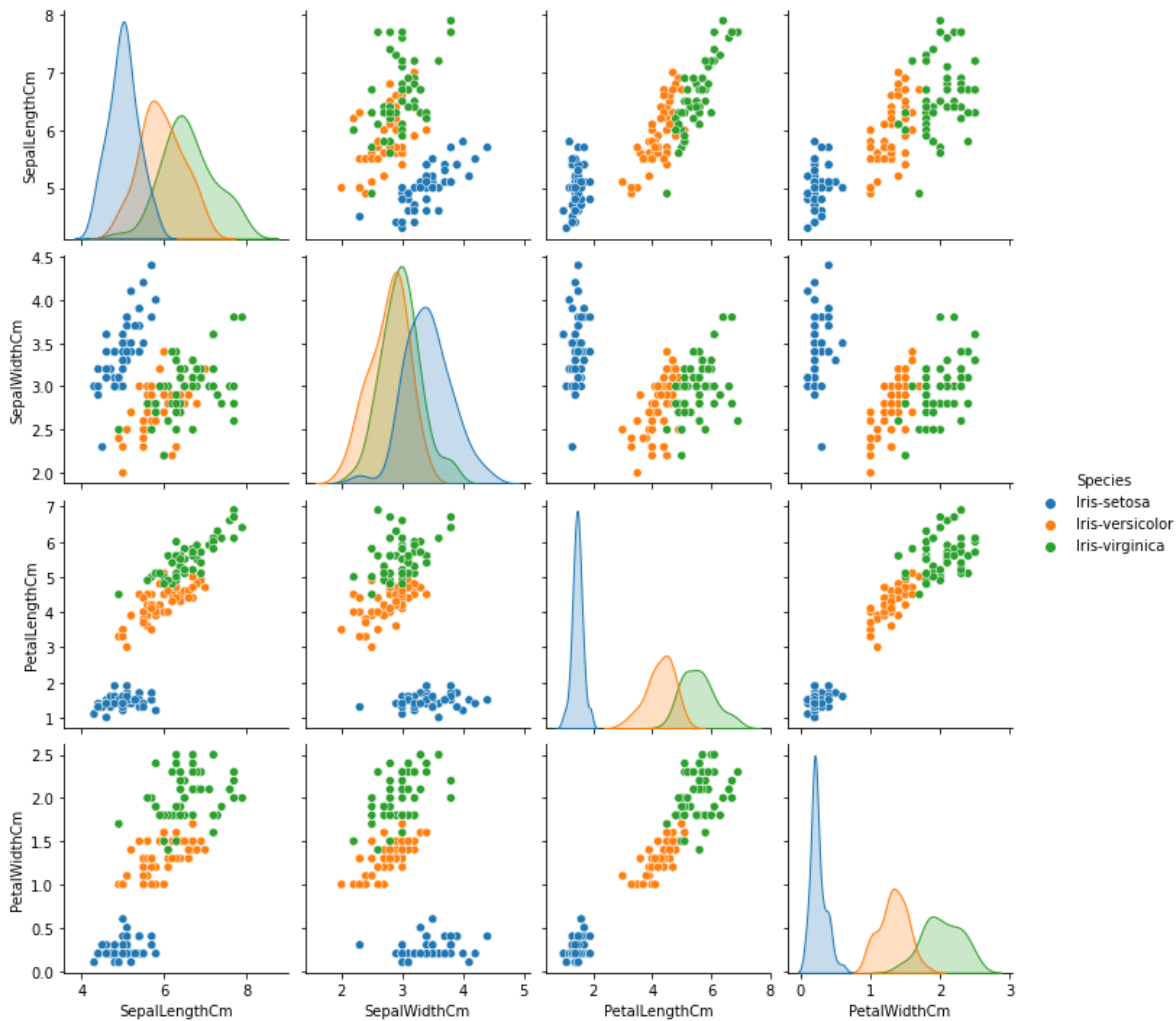 SepalLengthCm
8
7
6
5
SepalWidthCm
4.5
4.0
3.5
3.0
2.5
2.0
Species
Iris-setosa
Iris-versicolor
Iris-virginica
PetalLengthCm
7
6
5
4
3
2
1
PetalWidthCm
2.5
2.0
1.5
1.0
0.5
0.0
4 6 8
SepalLengthCm
2 3 4 5
SepalWidthCm
2 4 6 8
PetalLengthCm
0 1 2 3
PetalWidthCm